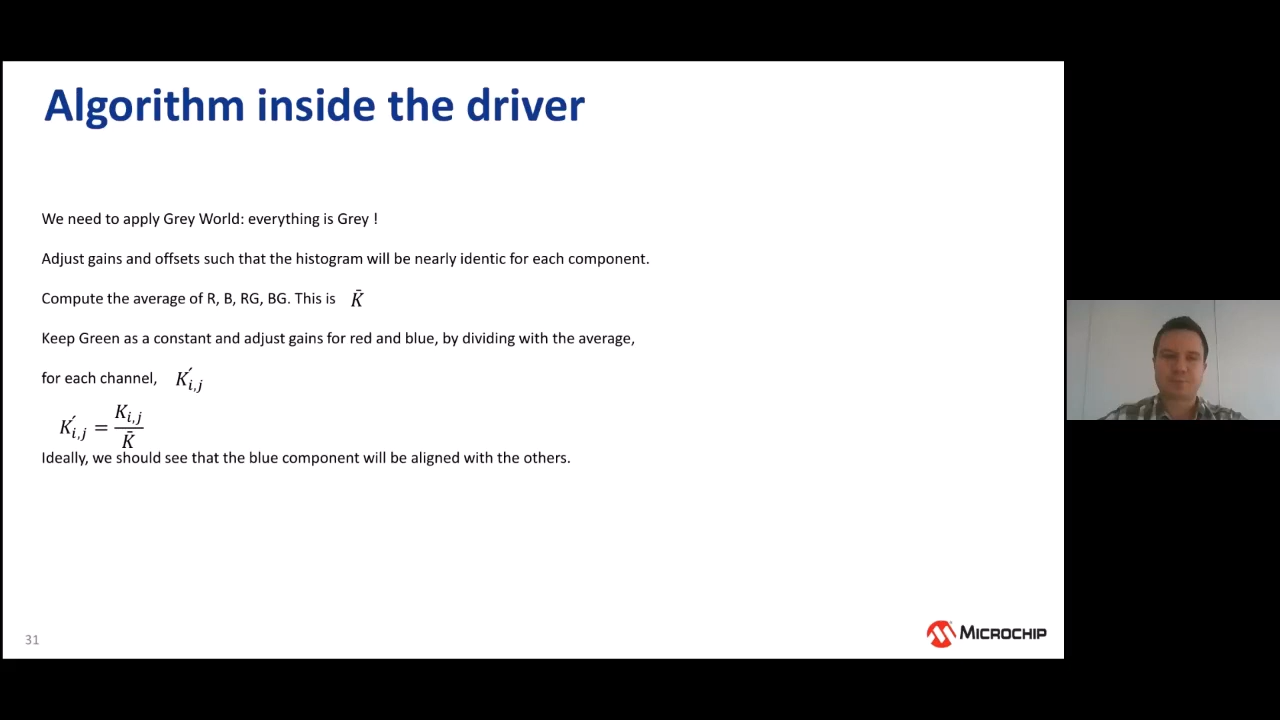 Algorithm inside the driver
We need to apply Grey World: everything is Grey !
Adjust gains and offsets such that the histogram will be nearly identic for each component.
Compute the average of R, B, RG, BG. This is K̄
Keep Green as a constant and adjust gains for red and blue, by dividing with the average,
for each channel, K′i,j
K′i,j = Ki,j / K̄
Ideally, we should see that the blue component will be aligned with the others.
31
MICROCHIP